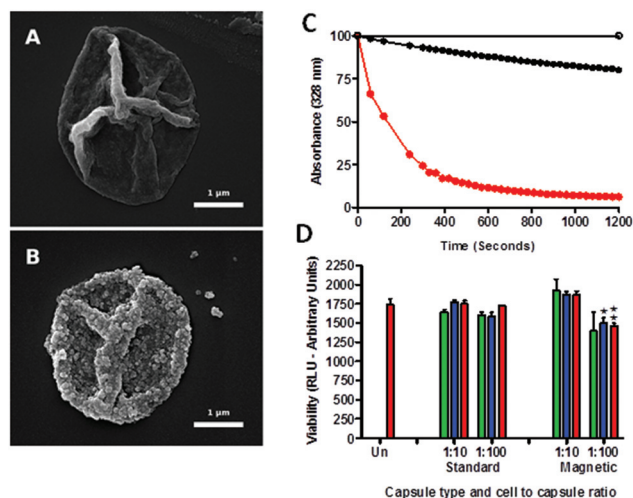 A
1 µm
B
1 µm
C
Absorbance (328 nm)
100
75
50
25
0
0 200 400 600 800 1000 1200
Time (Seconds)
D
Viability (RLU - Arbitrary Units)
2250
2000
1750
1500
1250
1000
750
500
250
0
Un 1:10 1:100 1:10 1:100
Standard Magnetic
Capsule type and cell to capsule ratio